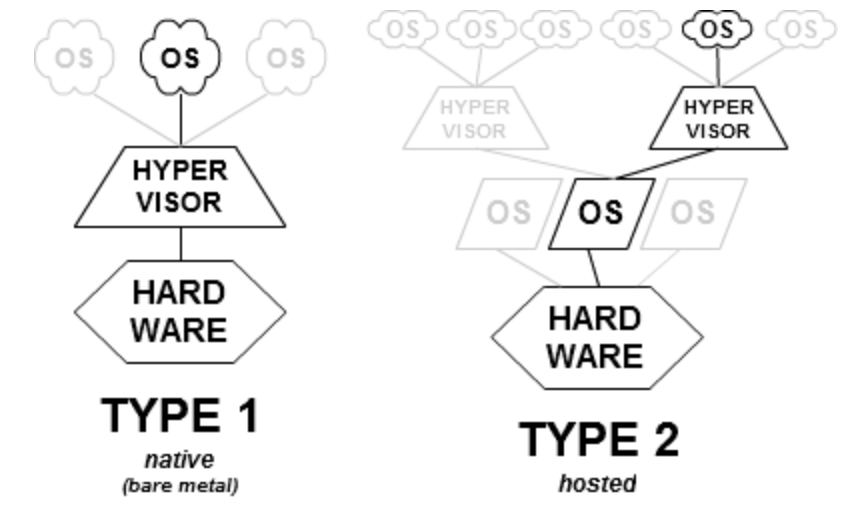 OS OS OS
HYPER
VISOR
HARD
WARE
TYPE 1
native
(bare metal)
OS OS OS OS OS OS
HYPER
VISOR
HYPER
VISOR
OS OS OS
HARD
WARE
TYPE 2
hosted